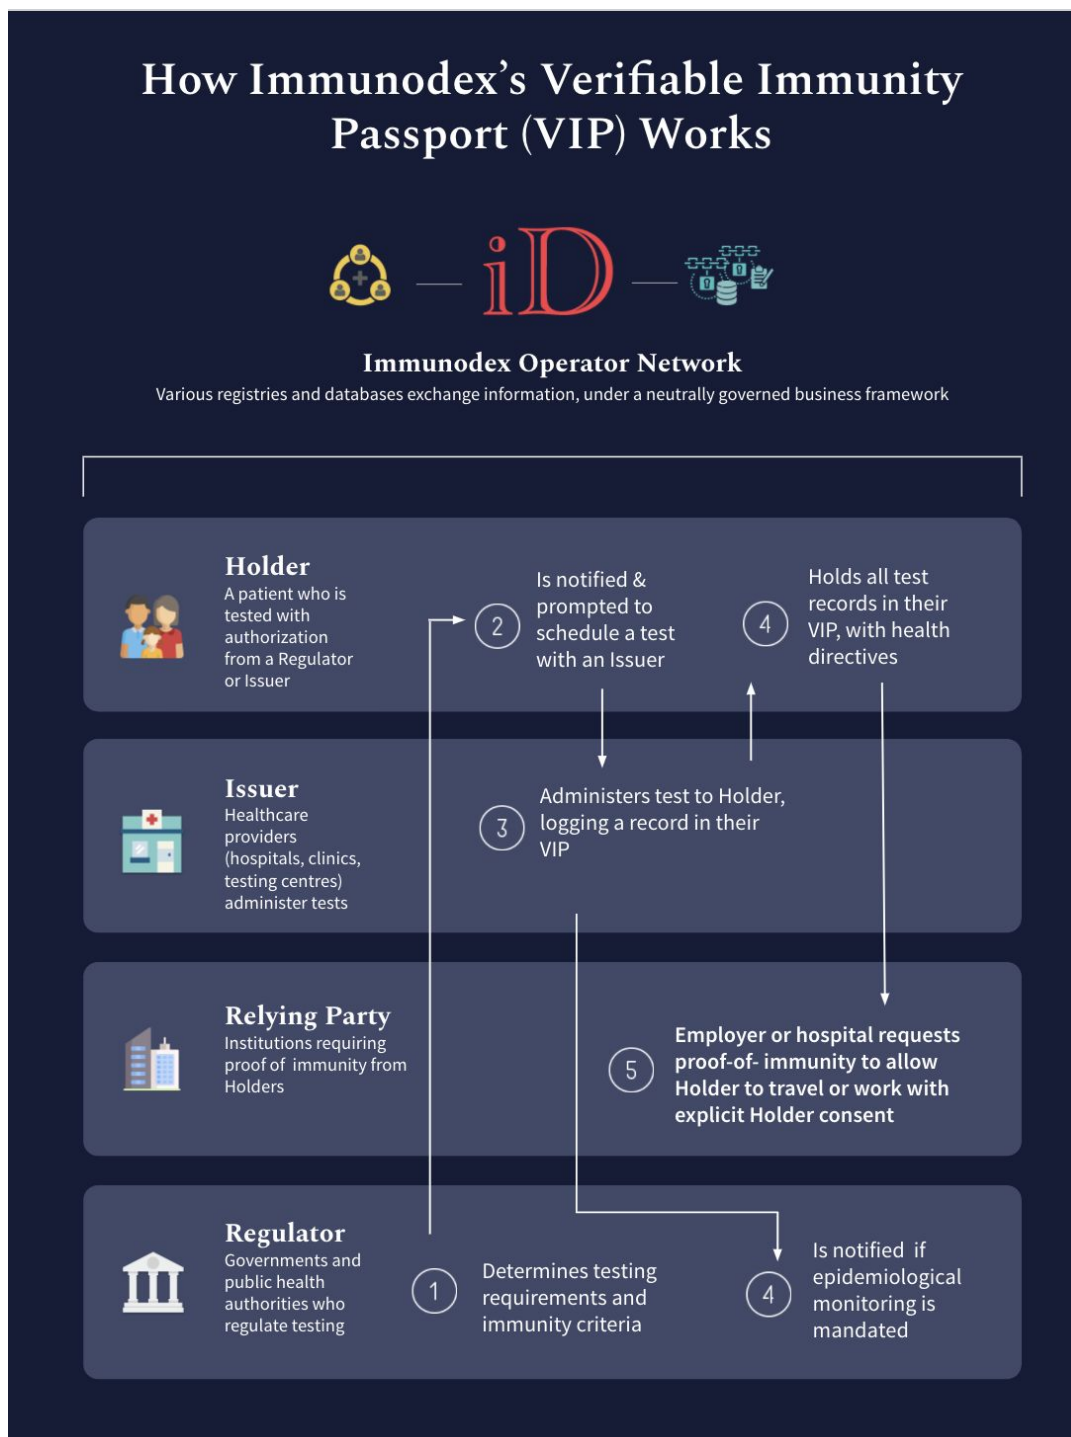 How Immunodex's Verifiable Immunity
Passport (VIP) Works
iD
Immunodex Operator Network
Various registries and databases exchange information, under a neutrally governed business framework
Holder
A patient who is
tested with
authorization
from a Regulator
or Issuer
2
Is notified &
prompted to
schedule a test
with an Issuer
4
Holds all test
records in their
VIP, with health
directives
Issuer
Healthcare
providers
(hospitals, clinics,
testing centres)
administer tests
3
Administers test to Holder,
logging a record in their
VIP
Relying Party
Institutions requiring
proof of  immunity from
Holders
5
Employer or hospital requests
proof-of- immunity to allow
Holder to travel or work with
explicit Holder consent
Regulator
Governments and
public health
authorities who
regulate testing
1
Determines testing
requirements and
immunity criteria
4
Is notified  if
epidemiological
monitoring is
mandated